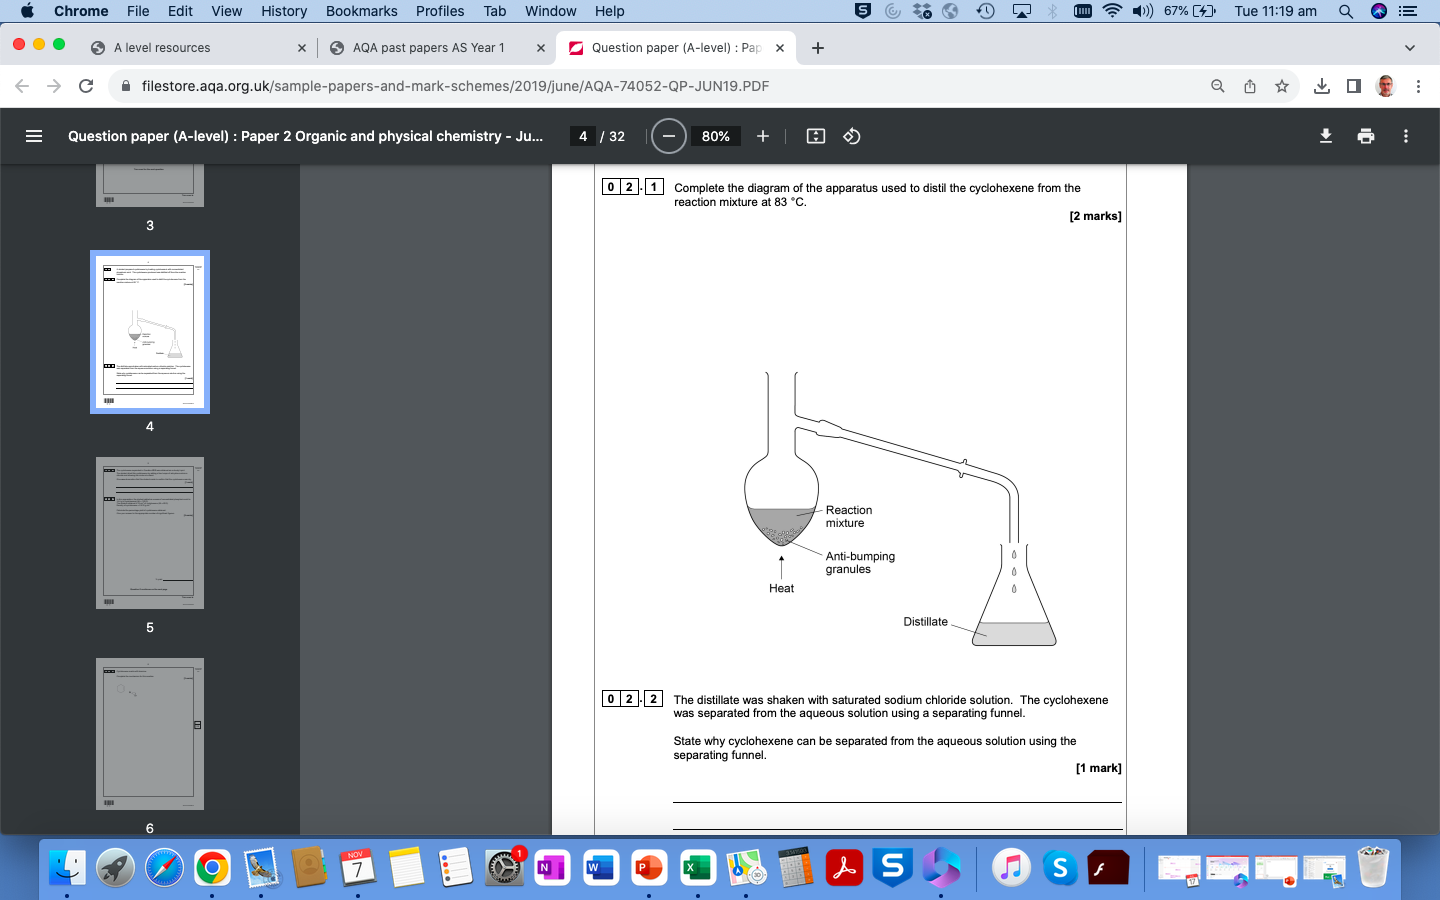 Chrome File Edit View History Bookmarks Profiles Tab Window Help 67% Tue 11:19 am
A level resources AQA past papers AS Year 1 Question paper (A-level) : Pap
filestore.aqa.org.uk/sample-papers-and-mark-schemes/2019/june/AQA-74052-QP-JUN19.PDF
Question paper (A-level) : Paper 2 Organic and physical chemistry - Ju... 4 / 32 80%
3
4
5
6
0 2 . 1 Complete the diagram of the apparatus used to distil the cyclohexene from the
reaction mixture at 83 °C.
[2 marks]
Reaction
mixture
Anti-bumping
granules
Heat
Distillate
0 2 . 2 The distillate was shaken with saturated sodium chloride solution. The cyclohexene
was separated from the aqueous solution using a separating funnel.
State why cyclohexene can be separated from the aqueous solution using the
separating funnel.
[1 mark]
NOV
7
1
N
W
P
X
3D
S
S
f
17